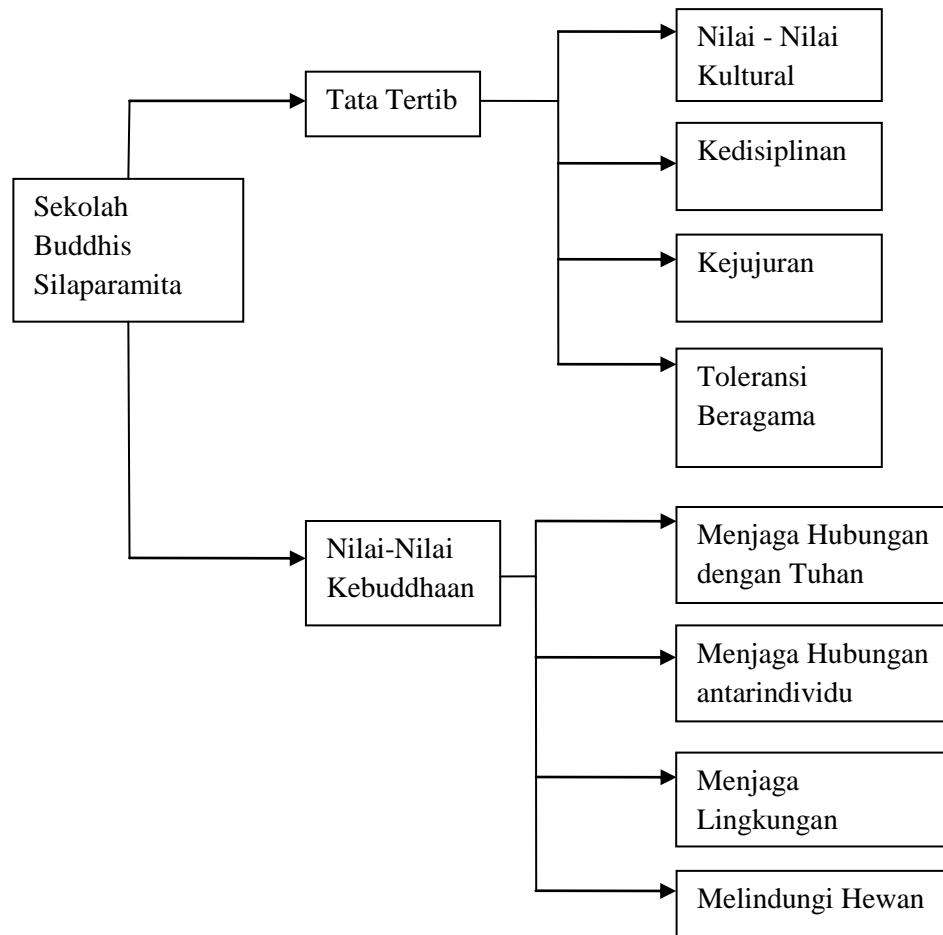 Nilai - Nilai
Kultural
Tata Tertib
Kedisiplinan
Sekolah
Buddhis
Silaparamita
Kejujuran
Toleransi
Beragama
Nilai-Nilai
Kebuddhaan
Menjaga Hubungan
dengan Tuhan
Menjaga Hubungan
antarindividu
Menjaga
Lingkungan
Melindungi Hewan